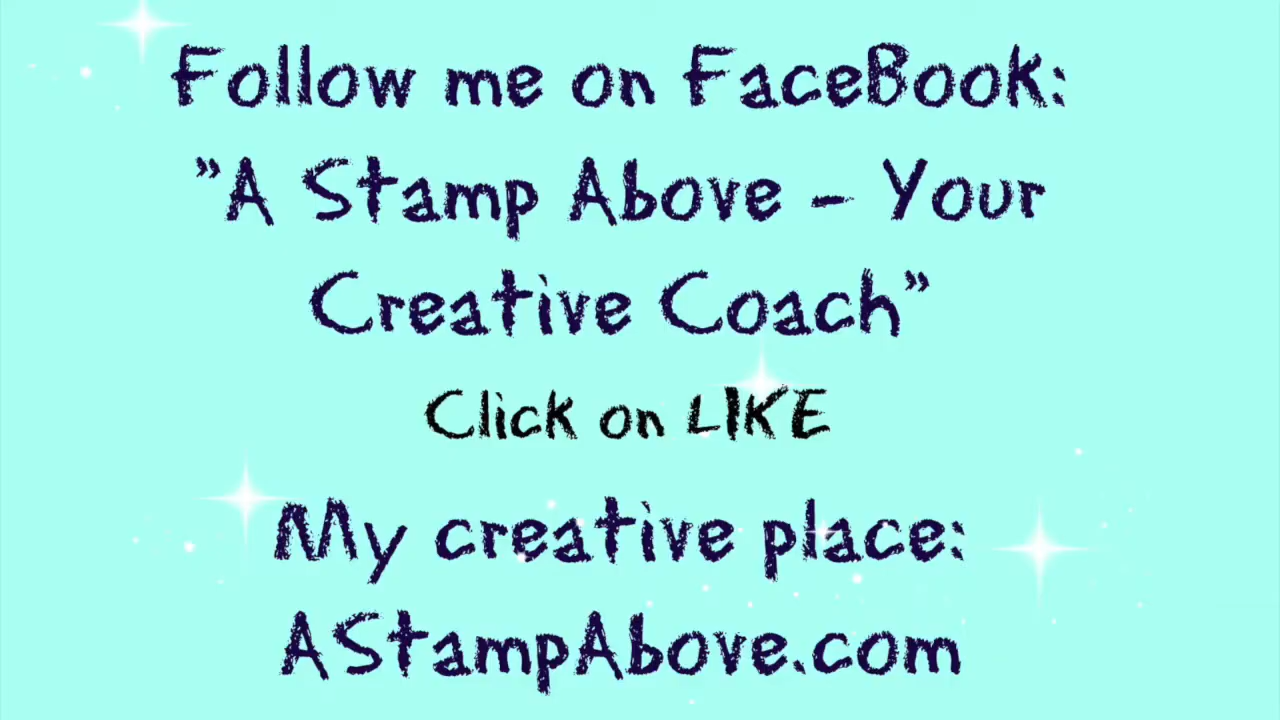 Follow me on FaceBook:
"A Stamp Above - Your
Creative Coach"
Click on LIKE
My creative place:
AStampAbove.com